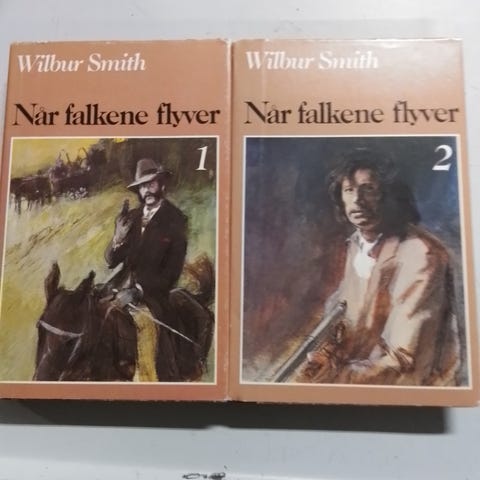 Wilbur Smith
Når falkene flyver
1
Wilbur Smith
Når falkene flyver
2